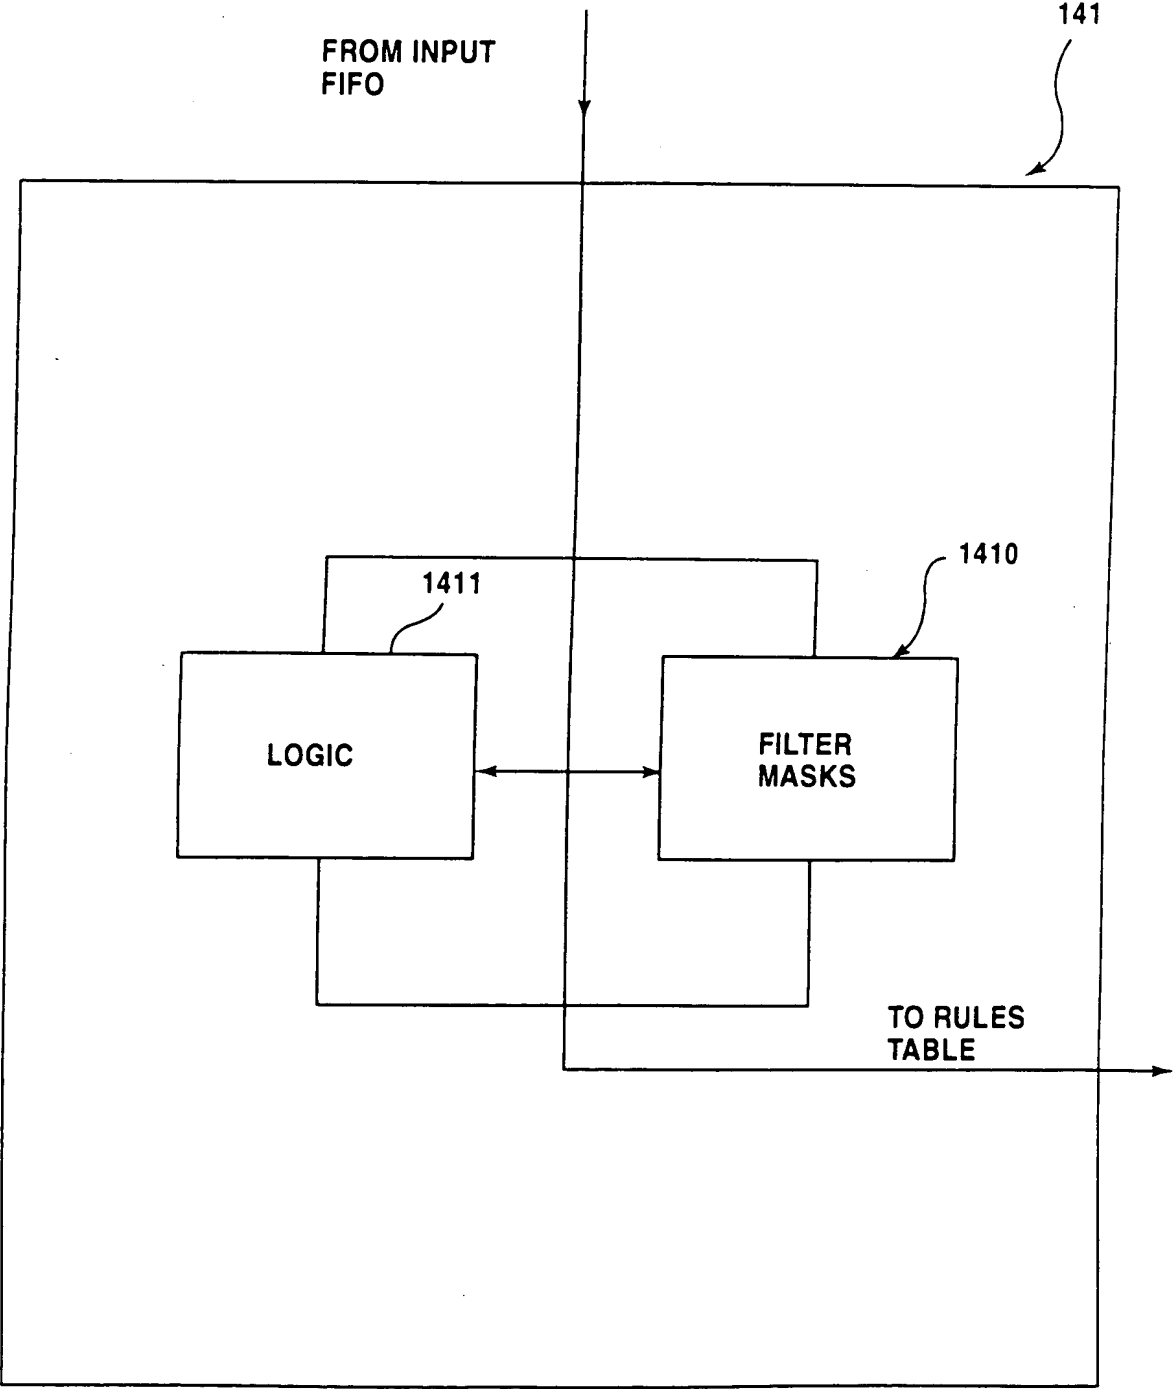 141
FROM INPUT
FIFO
1410
1411
LOGIC
FILTER
MASKS
TO RULES
TABLE